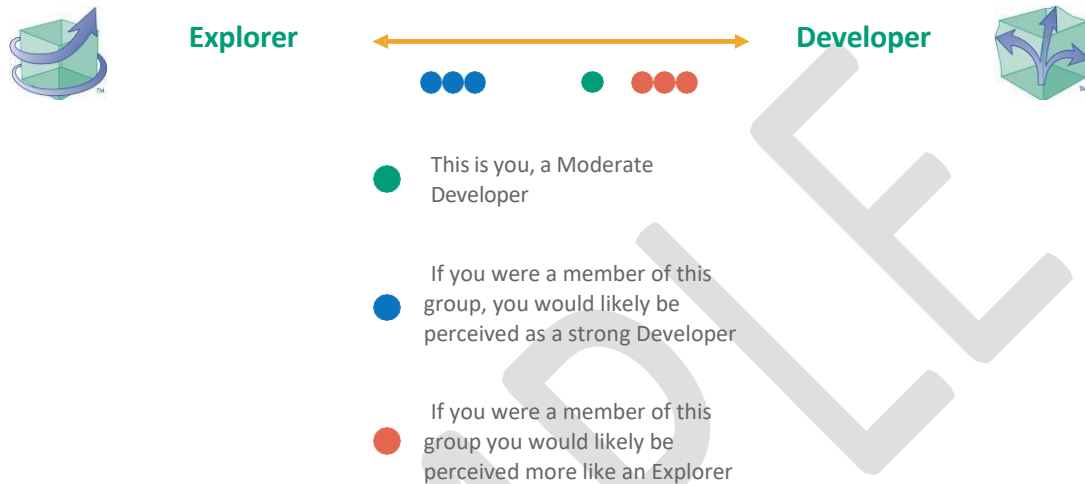 Explorer
Developer
TM
TM
This is you, a Moderate
Developer
If you were a member of this
group, you would likely be
perceived as a strong Developer
If you were a member of this
group you would likely be
perceived more like an Explorer